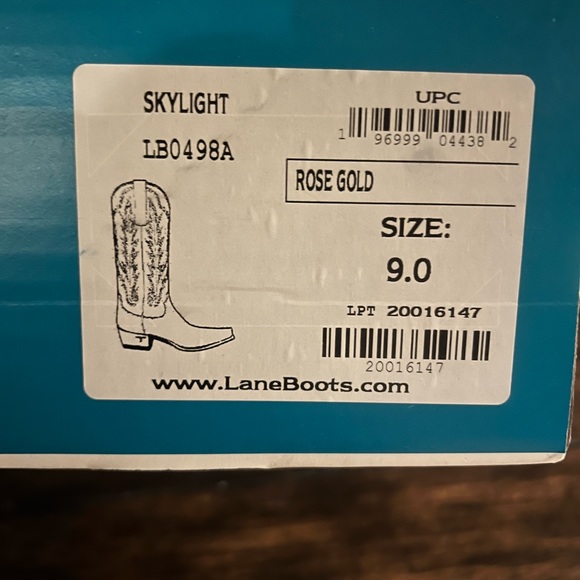 SKYLIGHT
LB0498A
UPC
1 96999 04438 2
ROSE GOLD
SIZE:
9.0
LPT 20016147
20016147
www.LaneBoots.com